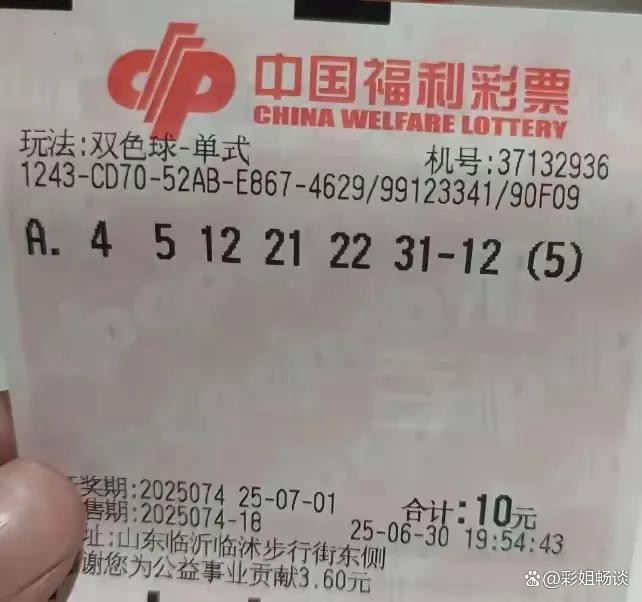 中国福利彩票
CHINA WELFARE LOTTERY
玩法:双色球-单式 机号:37132936
1243-CD70-52AB-E867-4629/99123341/90F09
A. 4 5 12 21 22 31-12 (5)
奖期:2025074 25-07-01 合计:10元
售期:2025074-18 25-06-30 19:54:43
址:山东临沂临沭步行街东侧
谢您为公益事业贡献3.60元
@彩姐畅谈